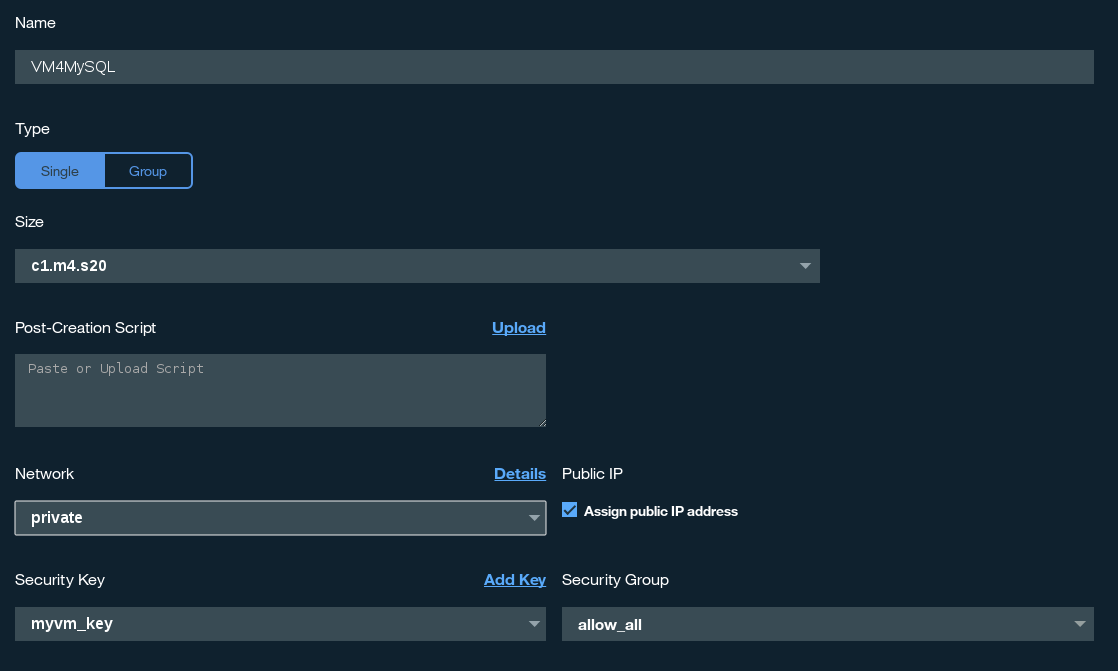 Name
VM4MySQL
Type
Single Group
Size
c1.m4.s20
Post-Creation Script Upload
Paste or Upload Script
Network Details Public IP
private Assign public IP address
Security Key Add Key Security Group
myvm_key allow_all